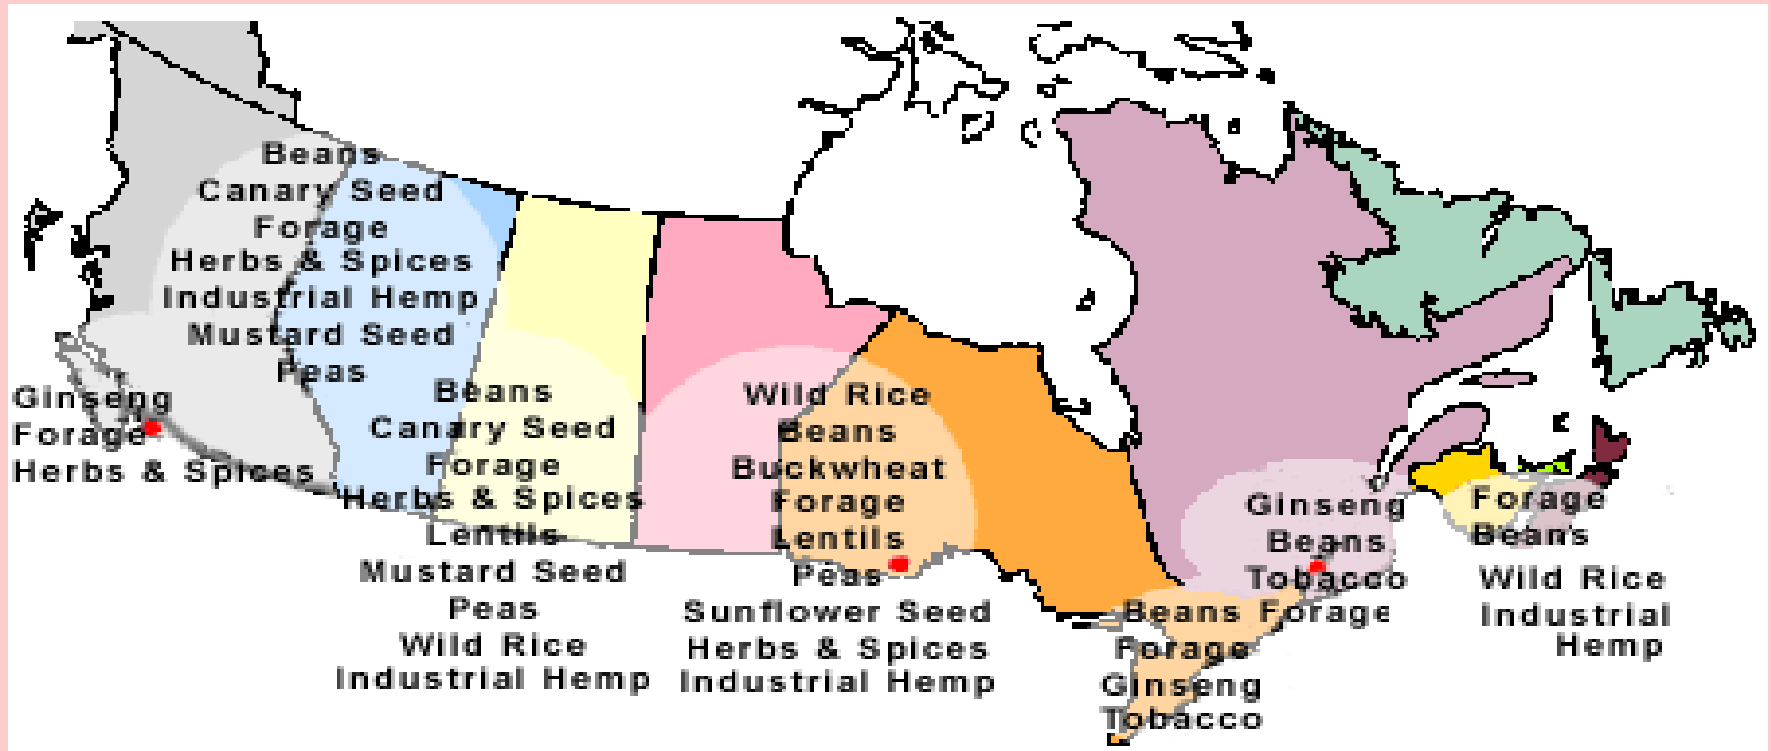 Beans
Canary Seed
Forage
Herbs & Spices
Industrial Hemp
Mustard Seed
Peas
Ginseng
Forage
Herbs & Spices
Beans
Canary Seed
Forage
Herbs & Spices
Lentils
Mustard Seed
Peas
Wild Rice
Industrial Hemp
Wild Rice
Beans
Buckwheat
Forage
Lentils
Peas
Sunflower Seed
Herbs & Spices
Industrial Hemp
Beans
Forage
Ginseng
Tobacco
Ginseng
Beans
Tobacco
Forage
Forage
Beans
Wild Rice
Industrial
Hemp